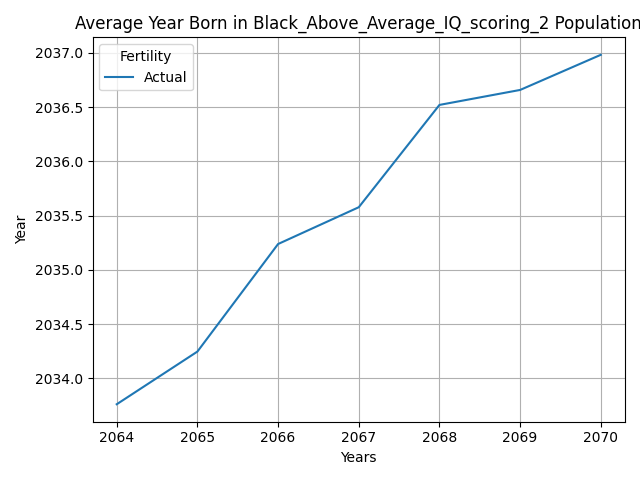 Average Year Born in Black_Above_Average_IQ_scoring_2 Population
Fertility
Actual
2037.0
2036.5
2036.0
2035.5
2035.0
2034.5
2034.0
Year
2064 2065 2066 2067 2068 2069 2070
Years